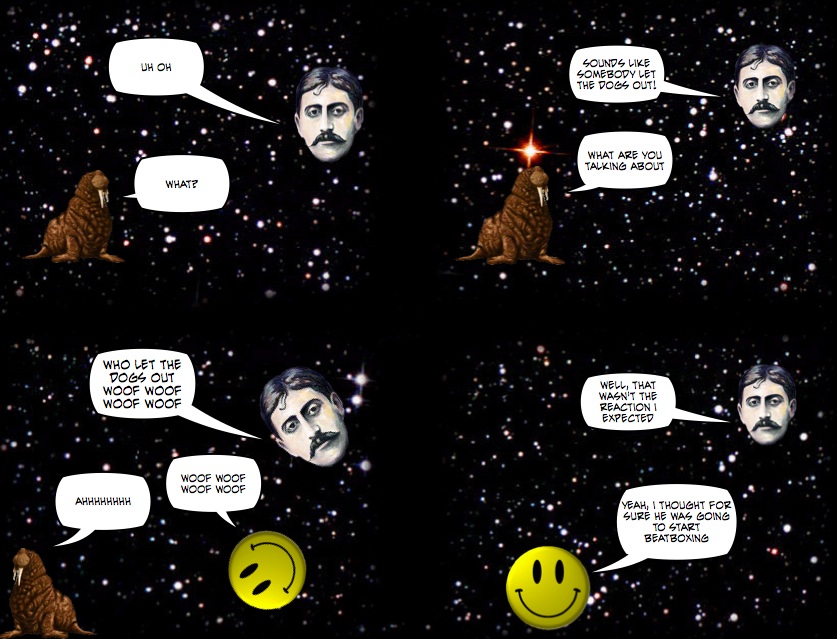 UH OH
WHAT?
SOUNDS LIKE
SOMEBODY LET
THE DOGS OUT!
WHAT ARE YOU
TALKING ABOUT
WHO LET THE
DOGS OUT
WOOF WOOF
WOOF WOOF
WOOF WOOF
WOOF WOOF
AHHHHHHHH
WELL, THAT
WASN'T THE
REACTION I
EXPECTED
YEAH, I THOUGHT FOR
SURE HE WAS GOING
TO START
BEATBOXING